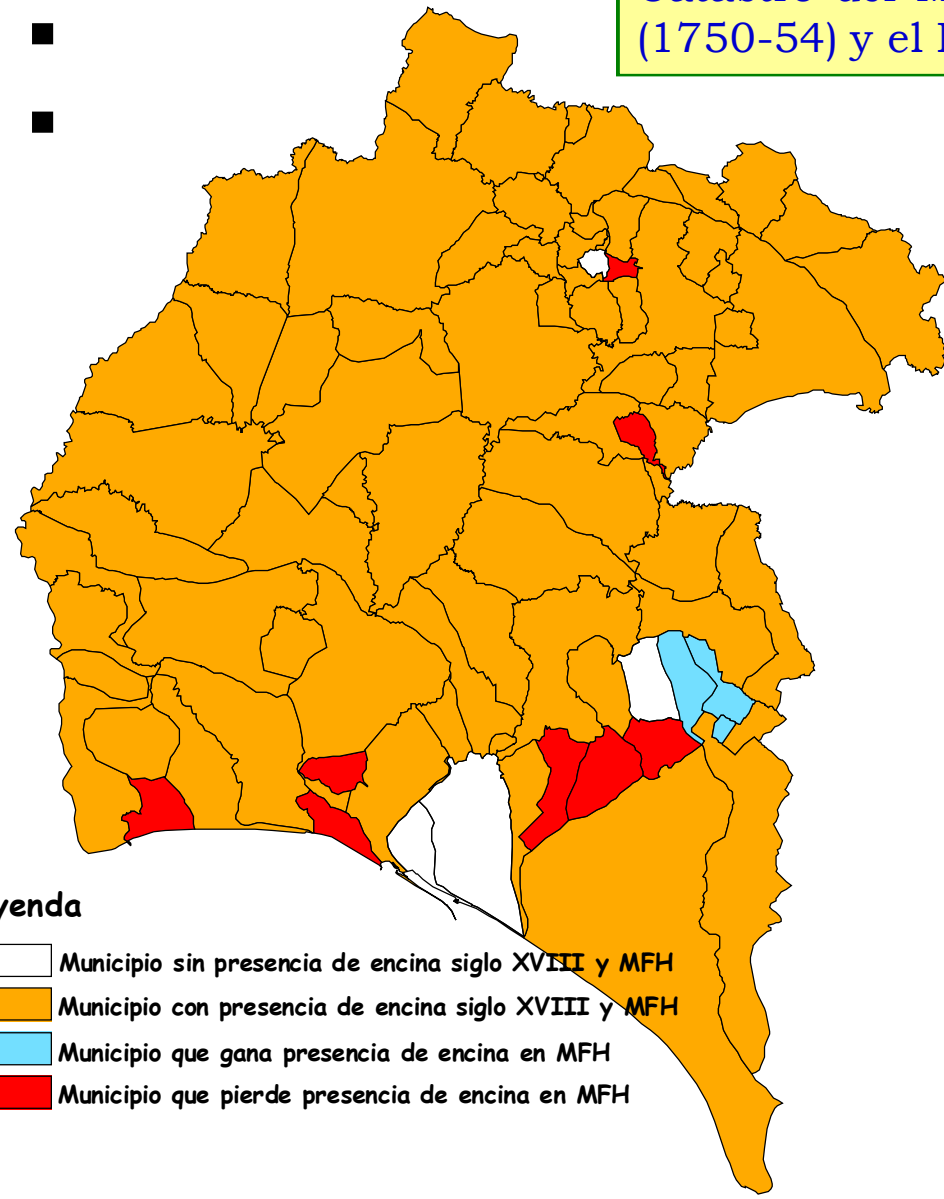 (1750-54) y el
yenda
Municipio sin presencia de encina siglo XVIII y MFH
Municipio con presencia de encina siglo XVIII y MFH
Municipio que gana presencia de encina en MFH
Municipio que pierde presencia de encina en MFH